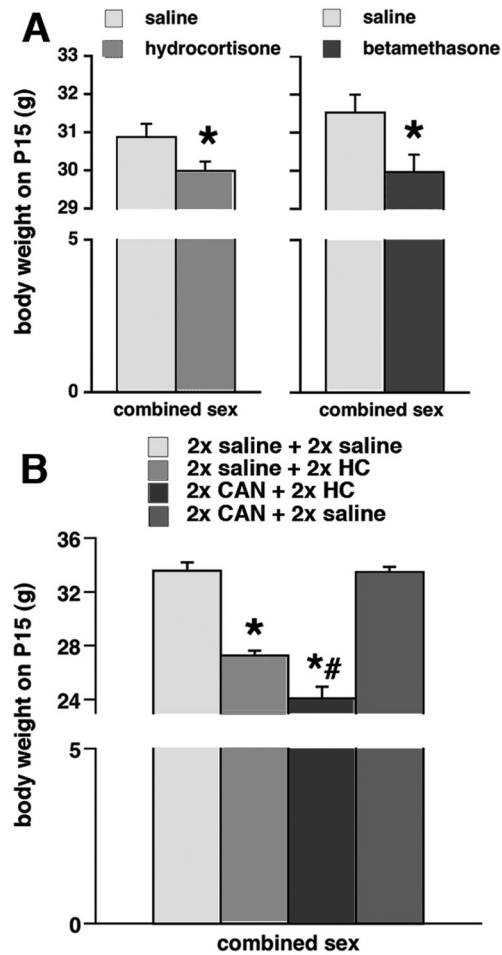 A
saline
hydrocortisone
saline
betamethasone
body weight on P15 (g)
33
32
31
30
29
5
0
*
*
combined sex
combined sex
B
2x saline + 2x saline
2x saline + 2x HC
2x CAN + 2x HC
2x CAN + 2x saline
body weight on P15 (g)
36
32
28
24
5
0
*
*#
combined sex